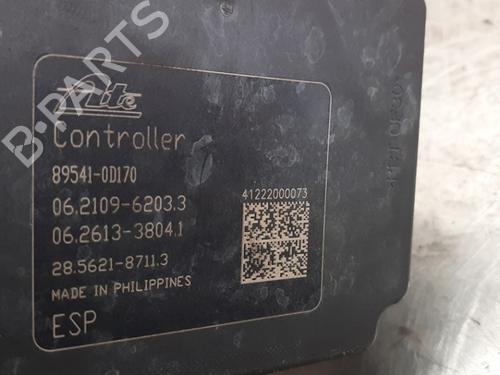 Ate
Controller
89541-0D170
06.2109-6203.3
06.2613-3804.1
28.5621-8711.3
MADE IN PHILIPPINES
ESP
41222000073
B-PARTS